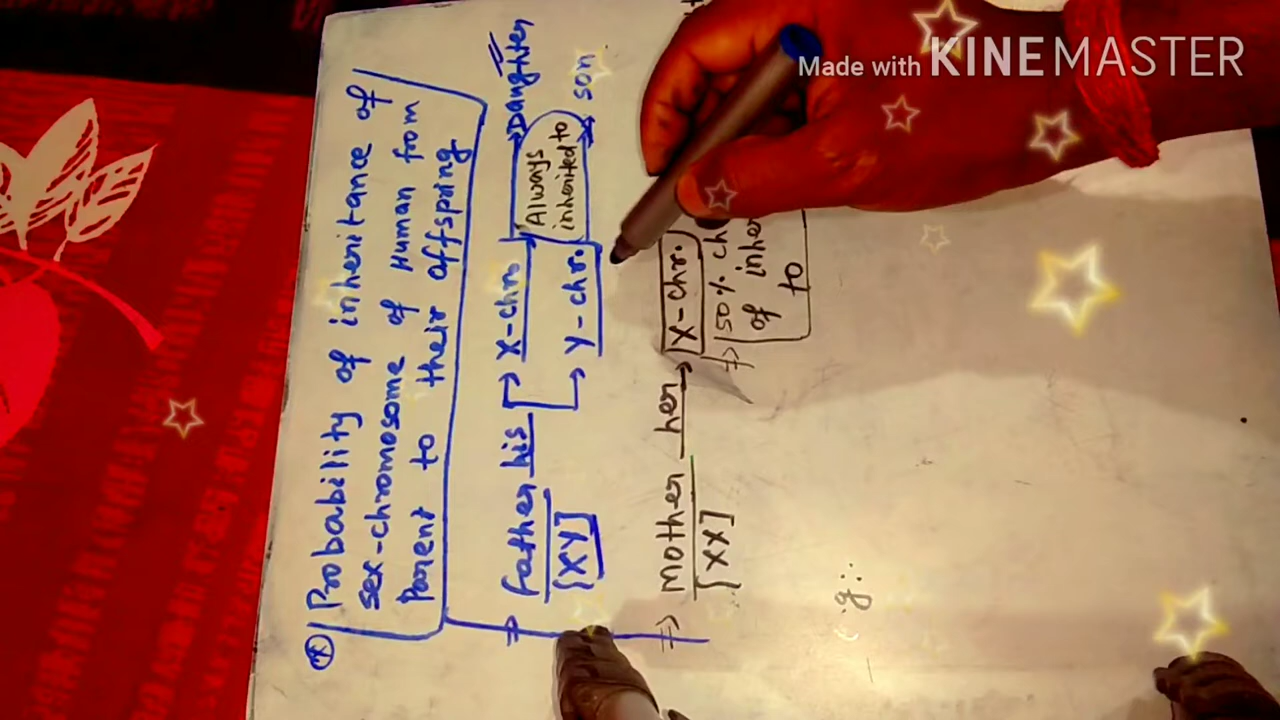 Made with KINEMASTER
Probability of inheritance of
sex-chromosome of Human from
Parent to their offspring
⇒ Father his → X-chro → Daughter
[XY] → Y-chr. → son
Always
inherited to
⇒ Mother her → X-chr.
[XX] ⇒ 50% ch
of inher
to
g:.